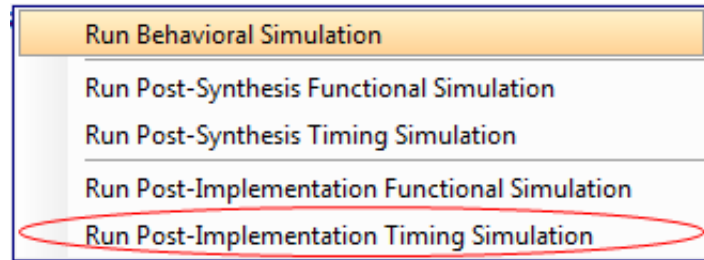 Run Behavioral Simulation
Run Post-Synthesis Functional Simulation
Run Post-Synthesis Timing Simulation
Run Post-Implementation Functional Simulation
Run Post-Implementation Timing Simulation